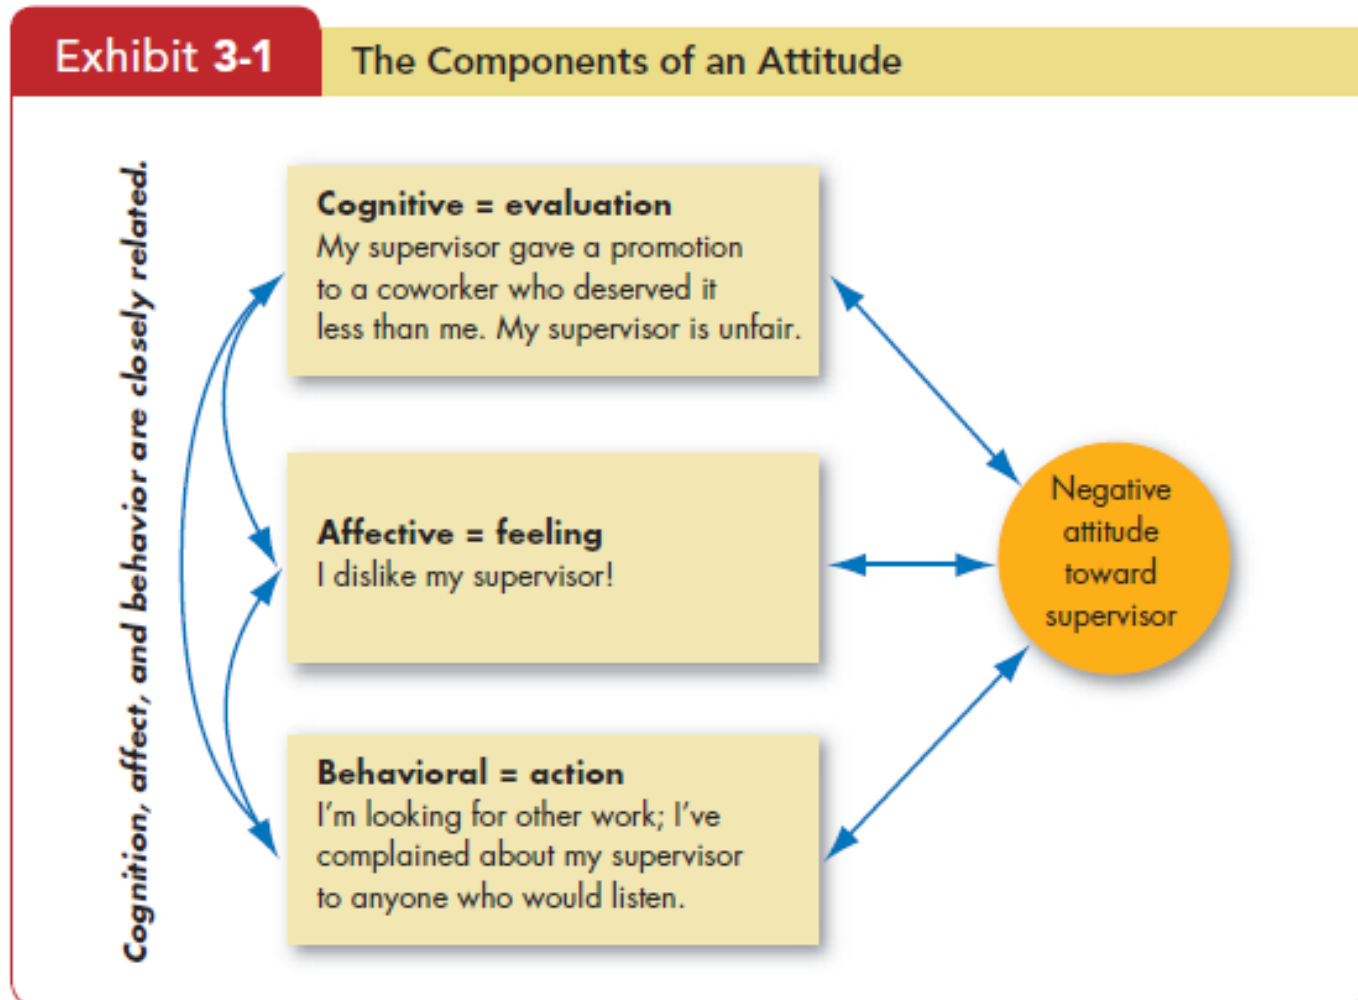 Exhibit 3-1
The Components of an Attitude
Cognition, affect, and behavior are closely related.
Cognitive = evaluation
My supervisor gave a promotion
to a coworker who deserved it
less than me. My supervisor is unfair.
Affective = feeling
I dislike my supervisor!
Behavioral = action
I'm looking for other work; I've
complained about my supervisor
to anyone who would listen.
Negative
attitude
toward
supervisor